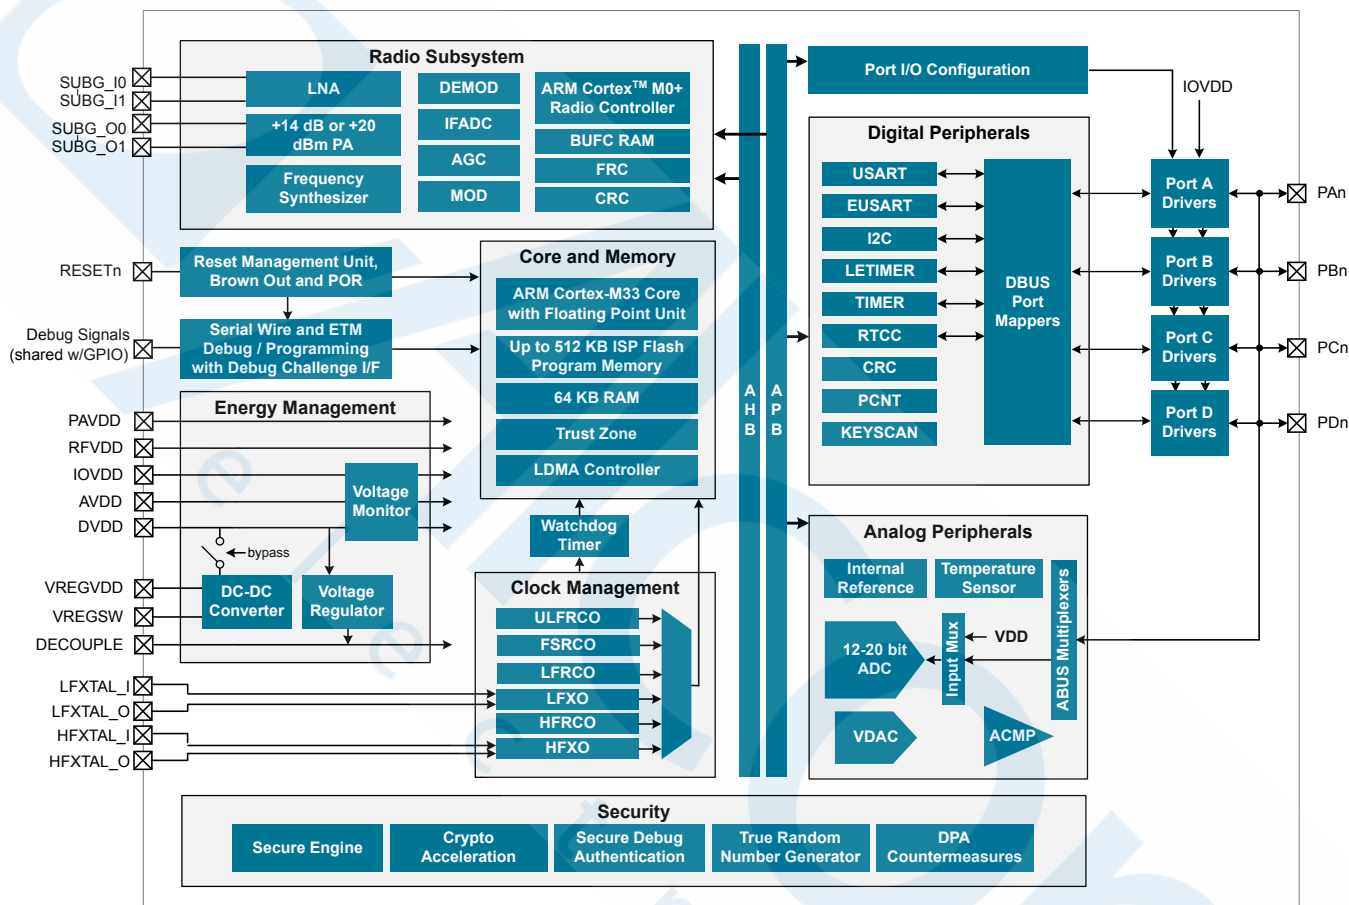 Radio Subsystem
SUBG_I0
SUBG_I1
SUBG_O0
SUBG_O1
LNA
+14 dB or +20
dBm PA
Frequency
Synthesizer
DEMOD
IFADC
AGC
MOD
ARM Cortex™ M0+
Radio Controller
BUFC RAM
FRC
CRC
RESETn
Reset Management Unit,
Brown Out and POR
Debug Signals
(shared w/GPIO)
Serial Wire and ETM
Debug / Programming
with Debug Challenge I/F
Core and Memory
ARM Cortex-M33 Core
with Floating Point Unit
Up to 512 KB ISP Flash
Program Memory
64 KB RAM
Trust Zone
LDMA Controller
Energy Management
PAVDD
RFVDD
IOVDD
AVDD
DVDD
VREGVDD
VREGSW
DECOUPLE
Voltage
Monitor
bypass
DC-DC
Converter
Voltage
Regulator
Watchdog
Timer
Clock Management
ULFRCO
FSRCO
LFRCO
LFXO
HFRCO
HFXO
LFXTAL_I
LFXTAL_O
HFXTAL_I
HFXTAL_O
A
H
B
A
P
B
Port I/O Configuration
IOVDD
Digital Peripherals
USART
EUSART
I2C
LETIMER
TIMER
RTCC
CRC
PCNT
KEYSCAN
DBUS
Port
Mappers
Port A
Drivers
Port B
Drivers
Port C
Drivers
Port D
Drivers
PAn
PBn
PCn
PDn
Analog Peripherals
Internal
Reference
Temperature
Sensor
12-20 bit
ADC
Input Mux
VDD
ABUS Multiplexers
VDAC
ACMP
Security
Secure Engine
Crypto
Acceleration
Secure Debug
Authentication
True Random
Number Generator
DPA
Countermeasures